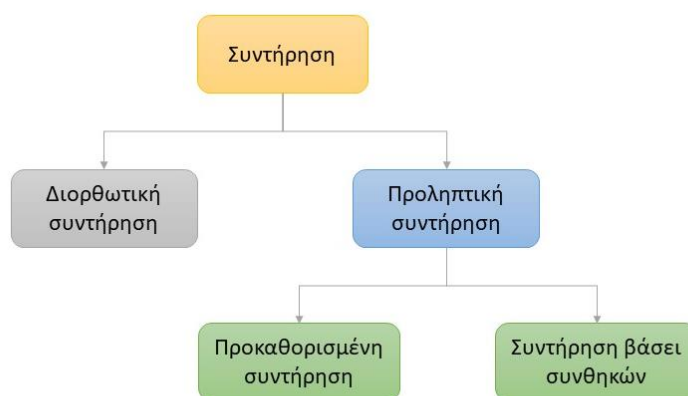 Συντήρηση
Διορθωτική
συντήρηση
Προληπτική
συντήρηση
Προκαθορισμένη
συντήρηση
Συντήρηση βάσει
συνθηκών